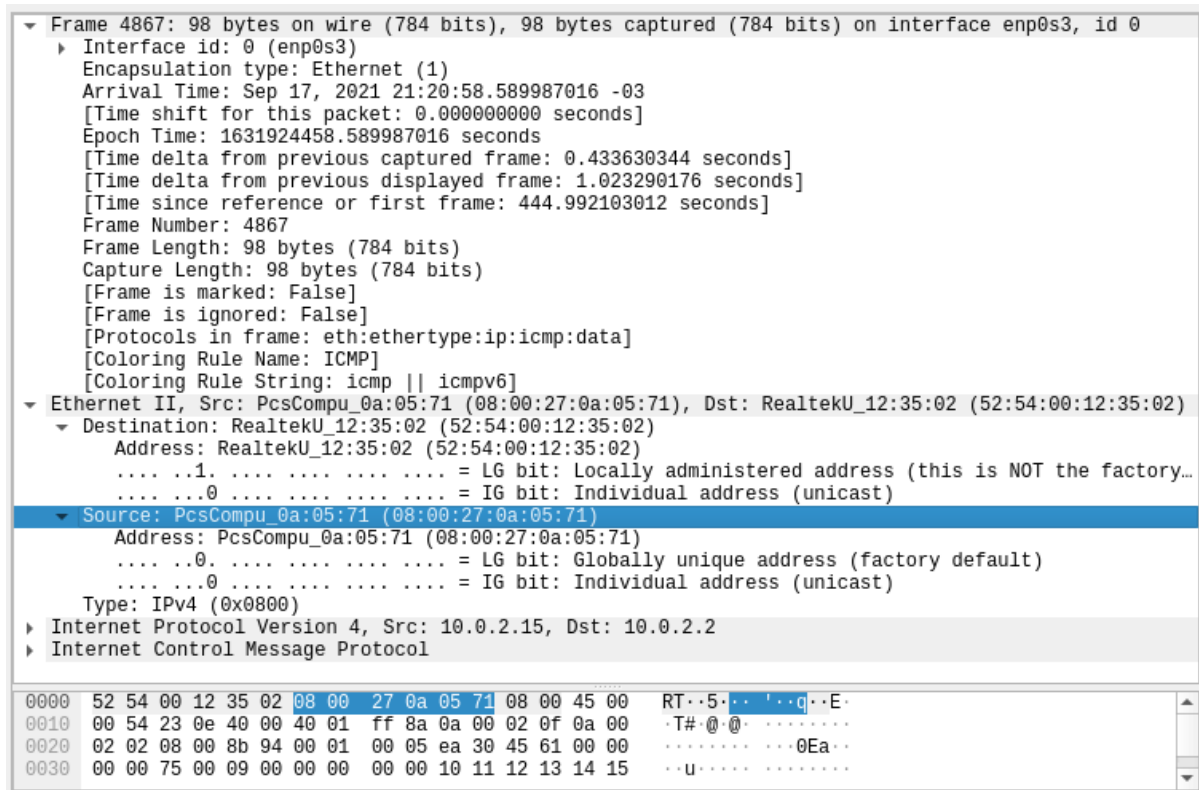 Frame 4867: 98 bytes on wire (784 bits), 98 bytes captured (784 bits) on interface enp0s3, id 0
Interface id: 0 (enp0s3)
Encapsulation type: Ethernet (1)
Arrival Time: Sep 17, 2021 21:20:58.589987016 -03
[Time shift for this packet: 0.000000000 seconds]
Epoch Time: 1631924458.589987016 seconds
[Time delta from previous captured frame: 0.433630344 seconds]
[Time delta from previous displayed frame: 1.023290176 seconds]
[Time since reference or first frame: 444.992103012 seconds]
Frame Number: 4867
Frame Length: 98 bytes (784 bits)
Capture Length: 98 bytes (784 bits)
[Frame is marked: False]
[Frame is ignored: False]
[Protocols in frame: eth:ethertype:ip:icmp:data]
[Coloring Rule Name: ICMP]
[Coloring Rule String: icmp || icmpv6]
Ethernet II, Src: PcsCompu_0a:05:71 (08:00:27:0a:05:71), Dst: RealtekU_12:35:02 (52:54:00:12:35:02)
Destination: RealtekU_12:35:02 (52:54:00:12:35:02)
Address: RealtekU_12:35:02 (52:54:00:12:35:02)
.... ..1. .... .... .... .... = LG bit: Locally administered address (this is NOT the factory…
.... ...0 .... .... .... .... = IG bit: Individual address (unicast)
Source: PcsCompu_0a:05:71 (08:00:27:0a:05:71)
Address: PcsCompu_0a:05:71 (08:00:27:0a:05:71)
.... ..0. .... .... .... .... = LG bit: Globally unique address (factory default)
.... ...0 .... .... .... .... = IG bit: Individual address (unicast)
Type: IPv4 (0x0800)
Internet Protocol Version 4, Src: 10.0.2.15, Dst: 10.0.2.2
Internet Control Message Protocol
0000 52 54 00 12 35 02 08 00 27 0a 05 71 08 00 45 00 RT··5··· '··q··E·
0010 00 54 23 0e 40 00 40 01 ff 8a 0a 00 02 0f 0a 00 ·T#·@·@· ········
0020 02 02 08 00 8b 94 00 01 00 05 ea 30 45 61 00 00 ········ ···0Ea··
0030 00 00 75 00 09 00 00 00 00 00 10 11 12 13 14 15 ··u····· ········